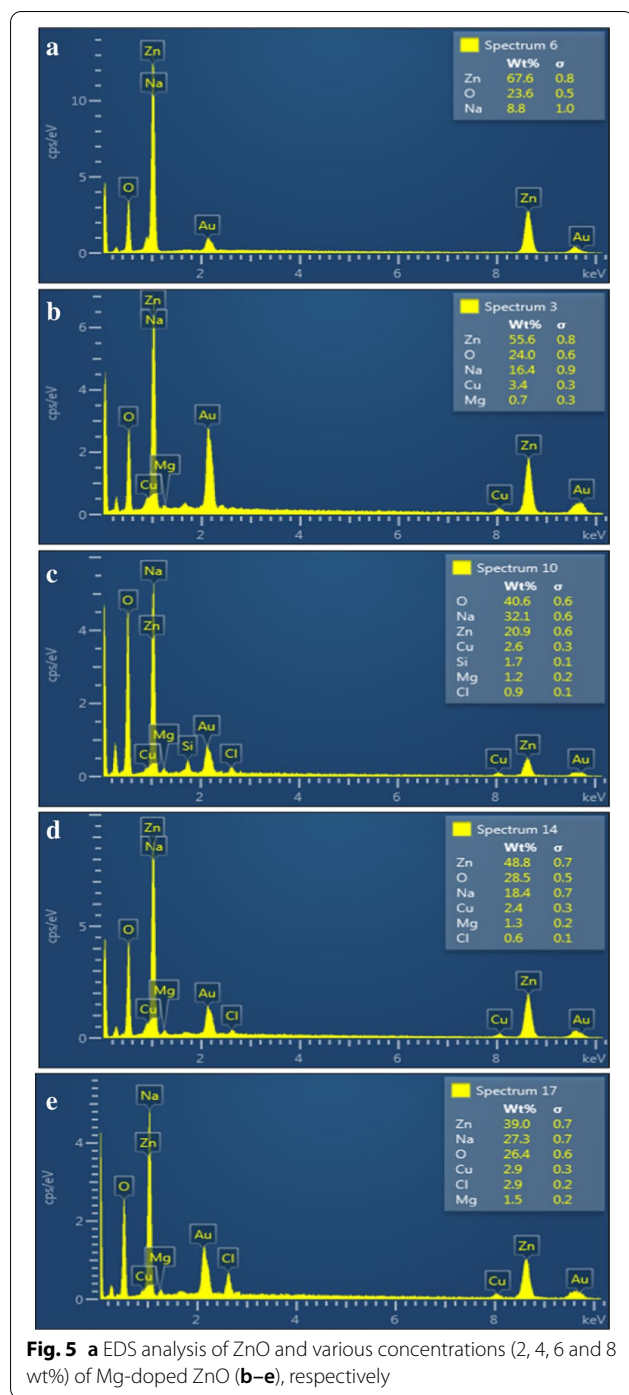 a
Zn
Na
O
Au
Zn
Au
10
5
0
cps/eV
2
4
6
8
keV
Spectrum 6
Wt% σ
Zn 67.6 0.8
O 23.6 0.5
Na 8.8 1.0
b
Zn
Na
O
Cu
Mg
Au
Cu
Zn
Au
6
4
2
0
cps/eV
2
4
6
8
keV
Spectrum 3
Wt% σ
Zn 55.6 0.8
O 24.0 0.6
Na 16.4 0.9
Cu 3.4 0.3
Mg 0.7 0.3
c
Na
O
Zn
Cu
Mg
Si
Au
Cl
Cu
Zn
Au
4
2
0
cps/eV
2
4
6
8
keV
Spectrum 10
Wt% σ
O 40.6 0.6
Na 32.1 0.6
Zn 20.9 0.6
Cu 2.6 0.3
Si 1.7 0.1
Mg 1.2 0.2
Cl 0.9 0.1
d
Zn
Na
O
Cu
Mg
Au
Cl
Cu
Zn
Au
5
0
cps/eV
2
4
6
8
keV
Spectrum 14
Wt% σ
Zn 48.8 0.7
O 28.5 0.5
Na 18.4 0.7
Cu 2.4 0.3
Mg 1.3 0.2
Cl 0.6 0.1
e
Na
Zn
O
Cu
Mg
Au
Cl
Cu
Zn
Au
4
2
0
cps/eV
2
4
6
8
keV
Spectrum 17
Wt% σ
Zn 39.0 0.7
Na 27.3 0.7
O 26.4 0.6
Cu 2.9 0.3
Cl 2.9 0.2
Mg 1.5 0.2
Fig. 5 a EDS analysis of ZnO and various concentrations (2, 4, 6 and 8
wt%) of Mg-doped ZnO (b–e), respectively